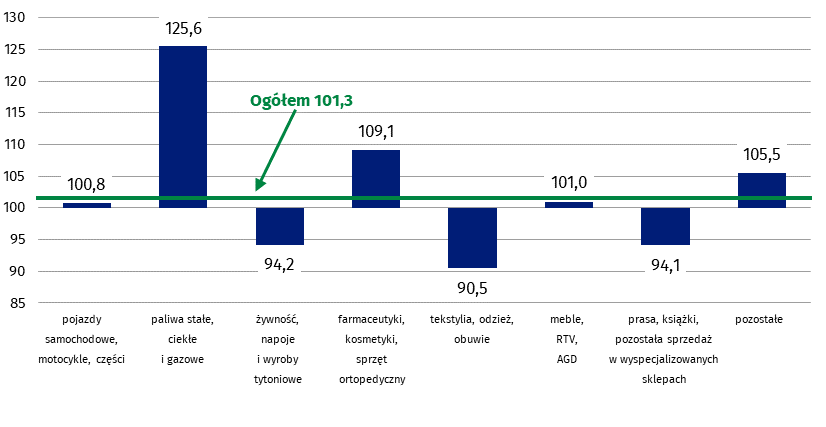 130
125
120
115
110
105
100
95
90
85
125,6
Ogółem 101,3
109,1
105,5
100,8
101,0
94,2
94,1
90,5
pojazdy
samochodowe,
motocykle, części
paliwa stałe,
ciekłe
i gazowe
żywność,
napoje
i wyroby
tytoniowe
farmaceutyki,
kosmetyki,
sprzęt
ortopedyczny
tekstylia, odzież,
obuwie
meble,
RTV,
AGD
prasa, książki,
pozostała sprzedaż
w wyspecjalizowanych
sklepach
pozostałe